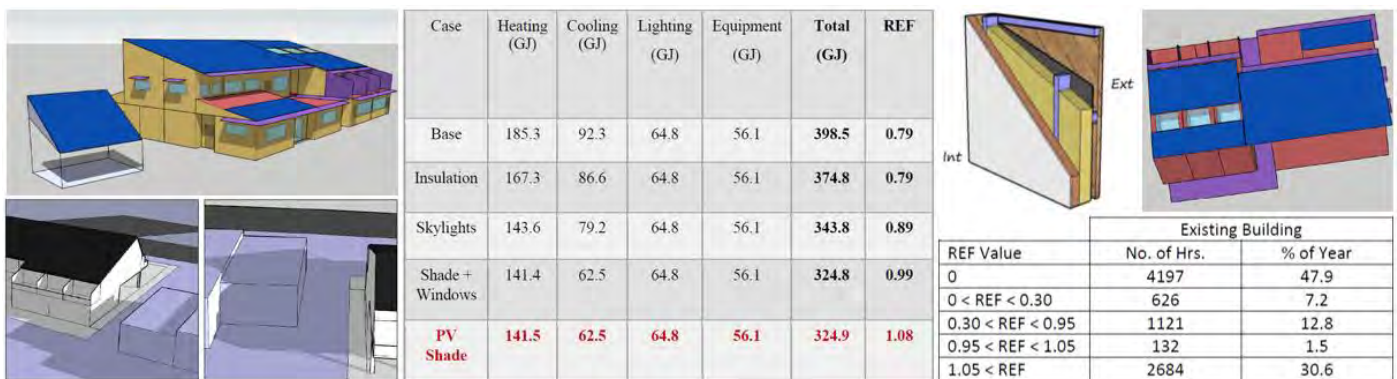 Case Heating (GJ) Cooling (GJ) Lighting (GJ) Equipment (GJ) Total (GJ) REF
Base 185.3 92.3 64.8 56.1 398.5 0.79
Insulation 167.3 86.6 64.8 56.1 374.8 0.79
Skylights 143.6 79.2 64.8 56.1 343.8 0.89
Shade + Windows 141.4 62.5 64.8 56.1 324.8 0.99
PV Shade 141.5 62.5 64.8 56.1 324.9 1.08
Ext
Int
Existing Building
REF Value No. of Hrs. % of Year
0 4197 47.9
0 < REF < 0.30 626 7.2
0.30 < REF < 0.95 1121 12.8
0.95 < REF < 1.05 132 1.5
1.05 < REF 2684 30.6